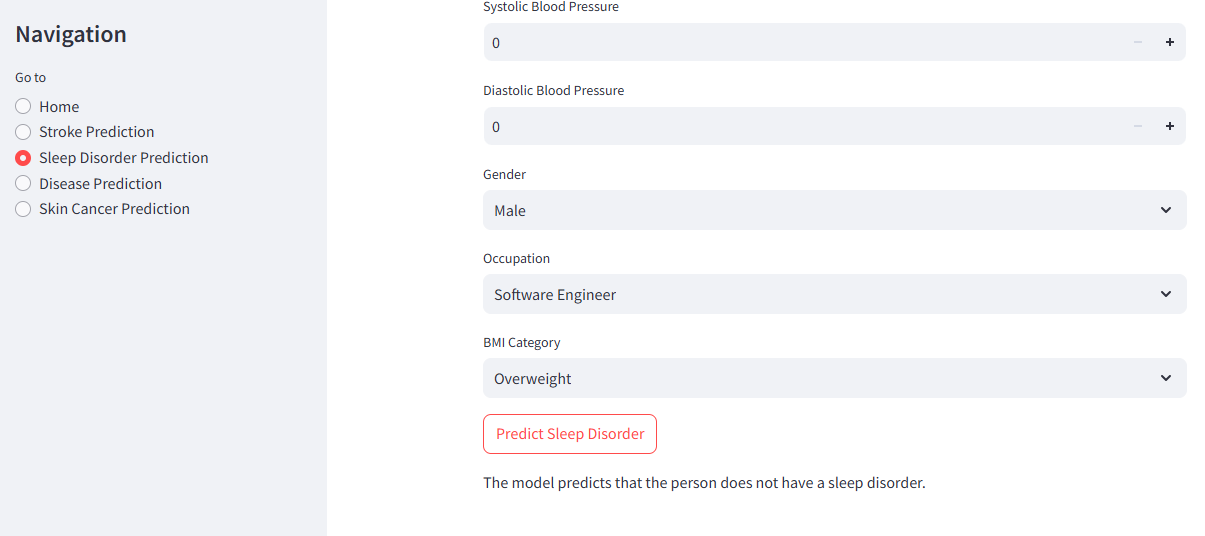 Navigation
Go to
Home
Stroke Prediction
Sleep Disorder Prediction
Disease Prediction
Skin Cancer Prediction
Systolic Blood Pressure
0
Diastolic Blood Pressure
0
Gender
Male
Occupation
Software Engineer
BMI Category
Overweight
Predict Sleep Disorder
The model predicts that the person does not have a sleep disorder.